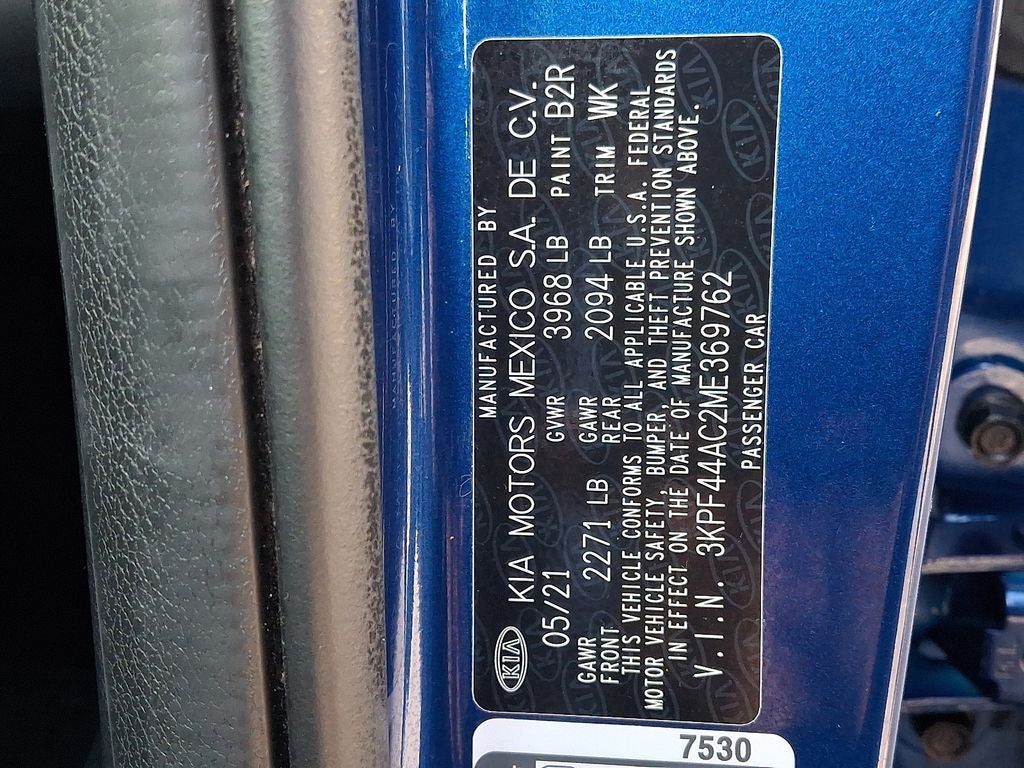 MANUFACTURED BY
KIA KIA MOTORS MEXICO S.A. DE C.V.
05/21 GVWR 3968 LB PAINT B2R
GAWR FRONT 2271 LB GAWR REAR 2094 LB TRIM WK
THIS VEHICLE CONFORMS TO ALL APPLICABLE U.S.A. FEDERAL
MOTOR VEHICLE SAFETY, BUMPER, AND THEFT PREVENTION STANDARDS
IN EFFECT ON THE DATE OF MANUFACTURE SHOWN ABOVE.
V.I.N. 3KPF44AC2ME369762
PASSENGER CAR
7530